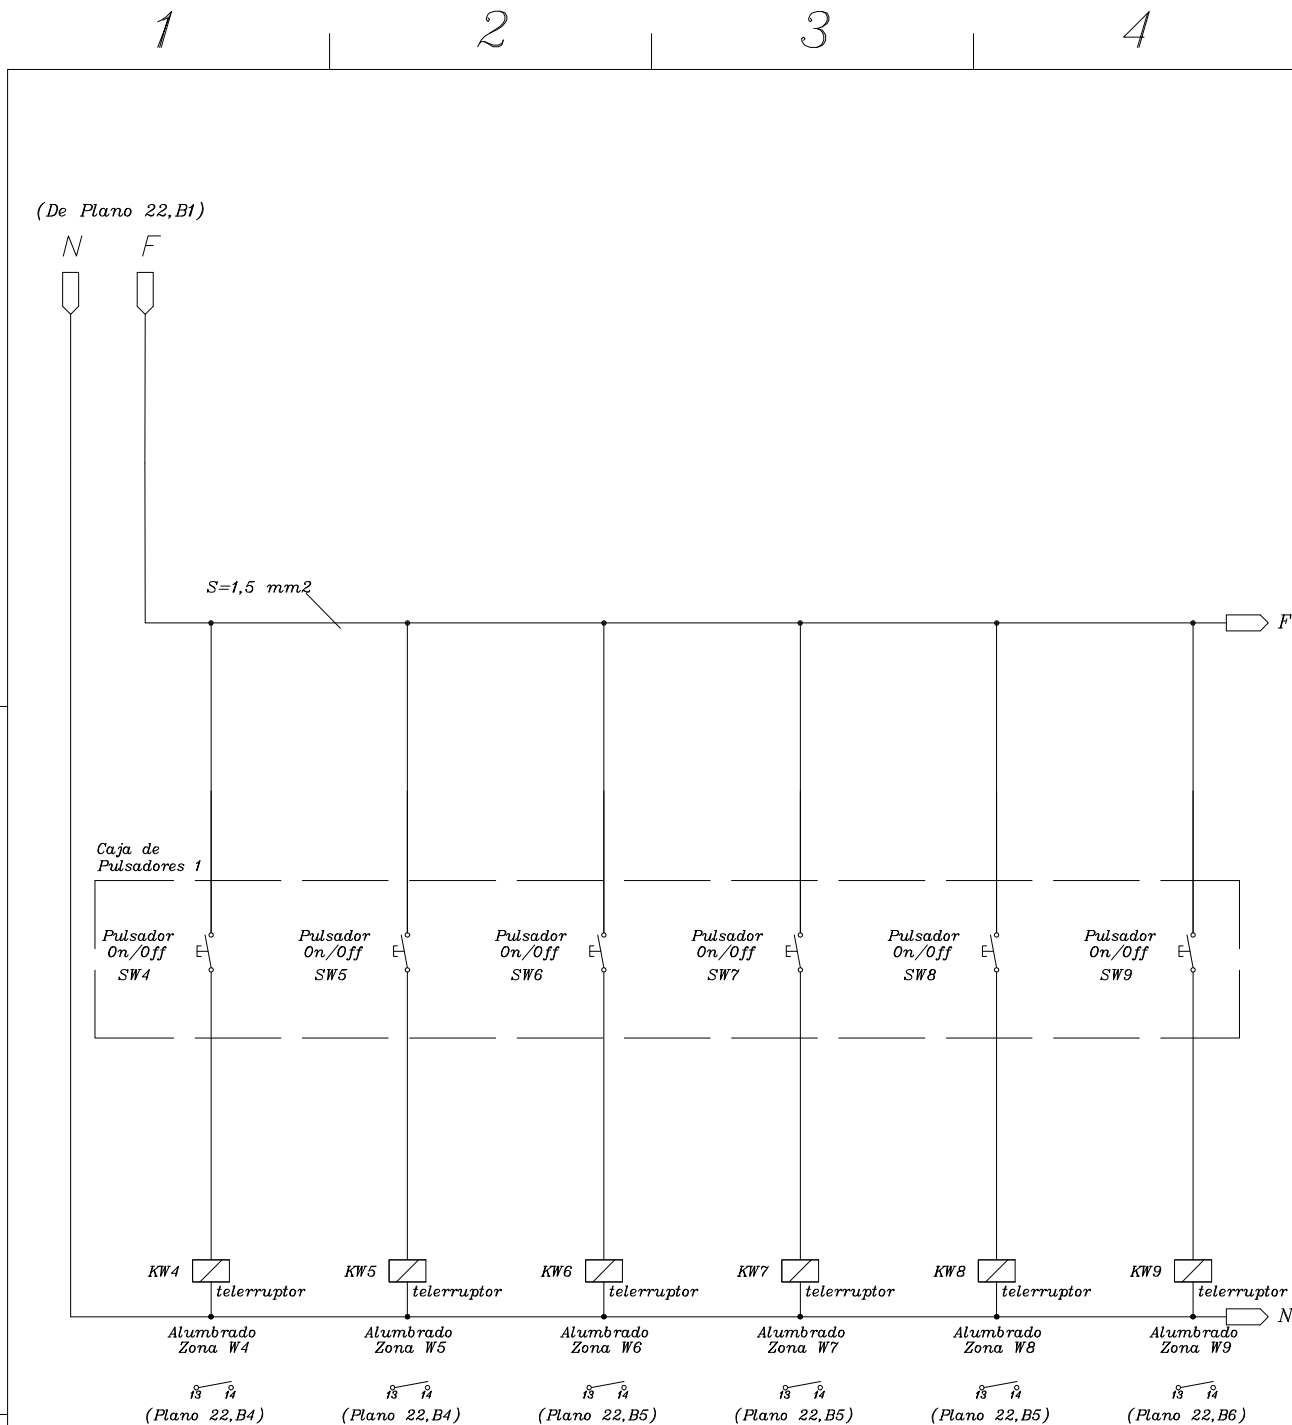 1 2 3 4
(De Plano 22,B1)
N F
S=1,5 mm2
F
Caja de
Pulsadores 1
Pulsador Pulsador Pulsador Pulsador Pulsador Pulsador
On/Off On/Off On/Off On/Off On/Off On/Off
SW4 SW5 SW6 SW7 SW8 SW9
KW4 KW5 KW6 KW7 KW8 KW9
telerruptor telerruptor telerruptor telerruptor telerruptor telerruptor
N
Alumbrado Alumbrado Alumbrado Alumbrado Alumbrado Alumbrado
Zona W4 Zona W5 Zona W6 Zona W7 Zona W8 Zona W9
13 14 13 14 13 14 13 14 13 14 13 14
(Plano 22,B4) (Plano 22,B4) (Plano 22,B5) (Plano 22,B5) (Plano 22,B5) (Plano 22,B6)